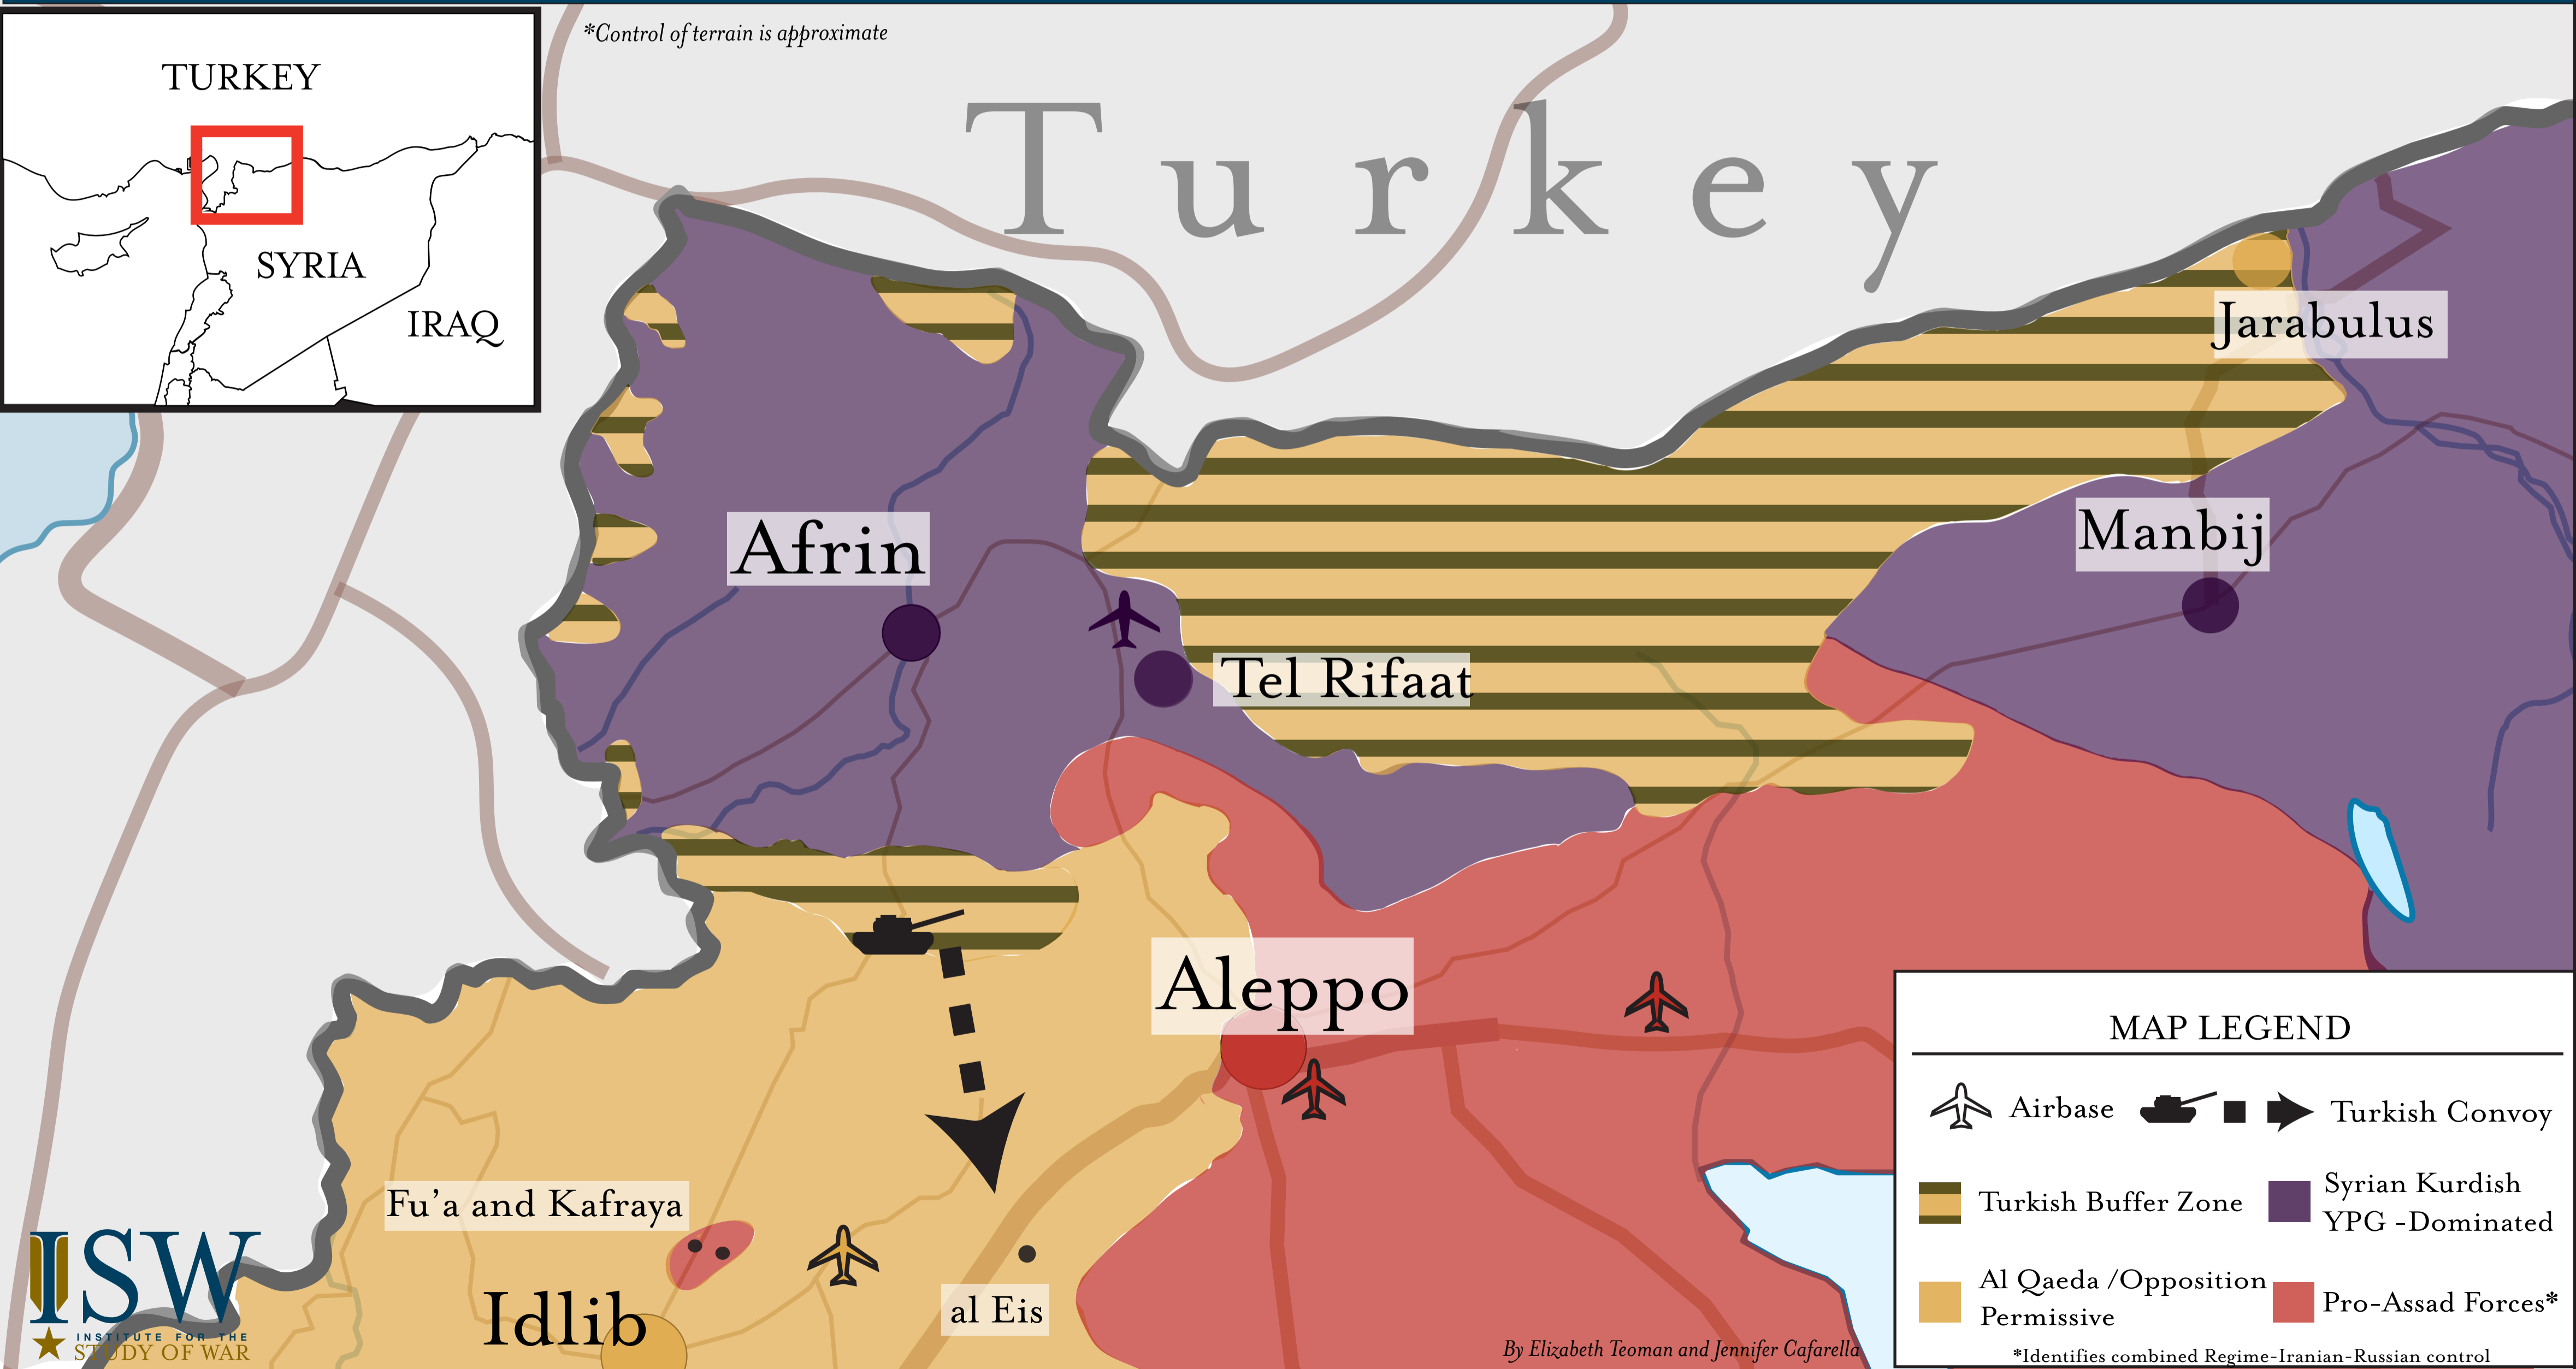 *Control of terrain is approximate
TURKEY
SYRIA
IRAQ
Turkey
Jarabulus
Manbij
Afrin
Tel Rifaat
Aleppo
Fu'a and Kafraya
al Eis
Idlib
MAP LEGEND
Airbase
Turkish Convoy
Turkish Buffer Zone
Syrian Kurdish
YPG -Dominated
Al Qaeda /Opposition
Permissive
Pro-Assad Forces*
*Identifies combined Regime-Iranian-Russian control
By Elizabeth Teoman and Jennifer Cafarella
ISW
INSTITUTE FOR THE
STUDY OF WAR